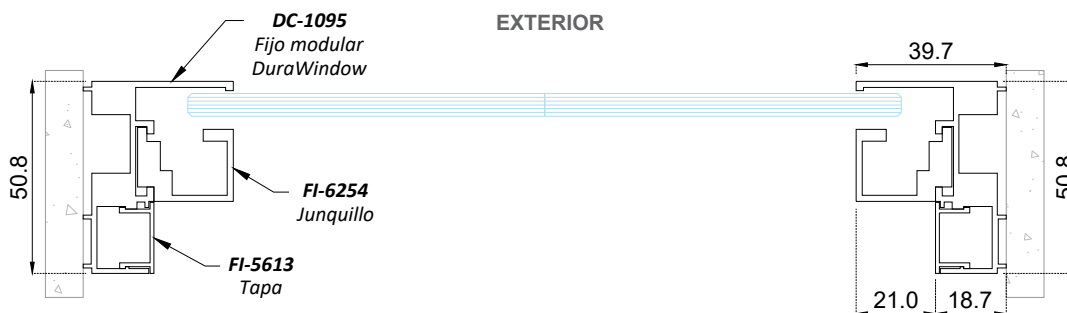 DC-1095
Fijo modular
DuraWindow
EXTERIOR
39.7
50.8
50.8
FI-6254
Junquillo
FI-5613
Tapa
21.0
18.7